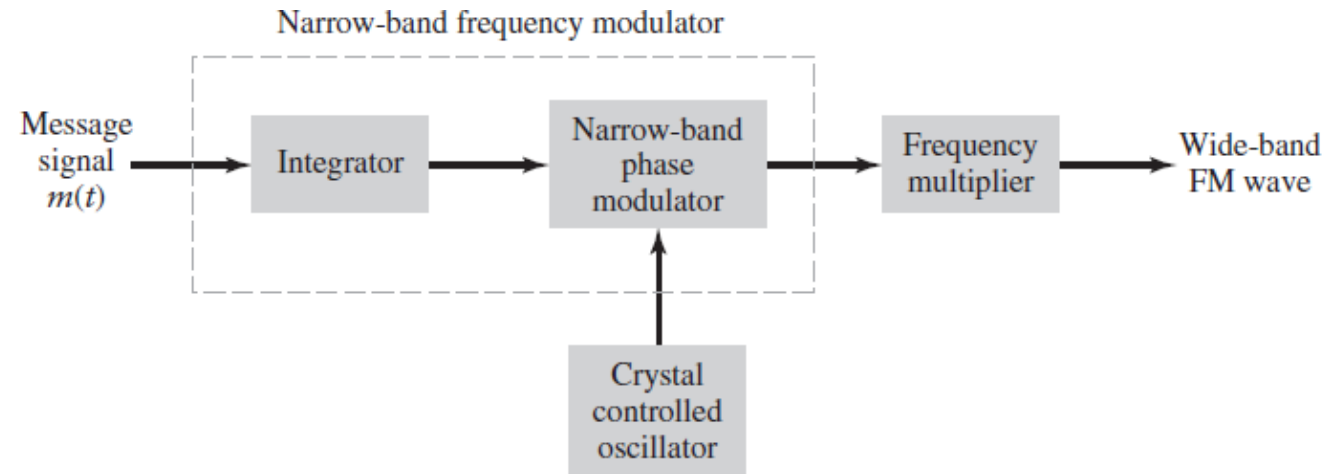 Narrow-band frequency modulator
Message
signal
m(t)
Integrator
Narrow-band
phase
modulator
Frequency
multiplier
Wide-band
FM wave
Crystal
controlled
oscillator